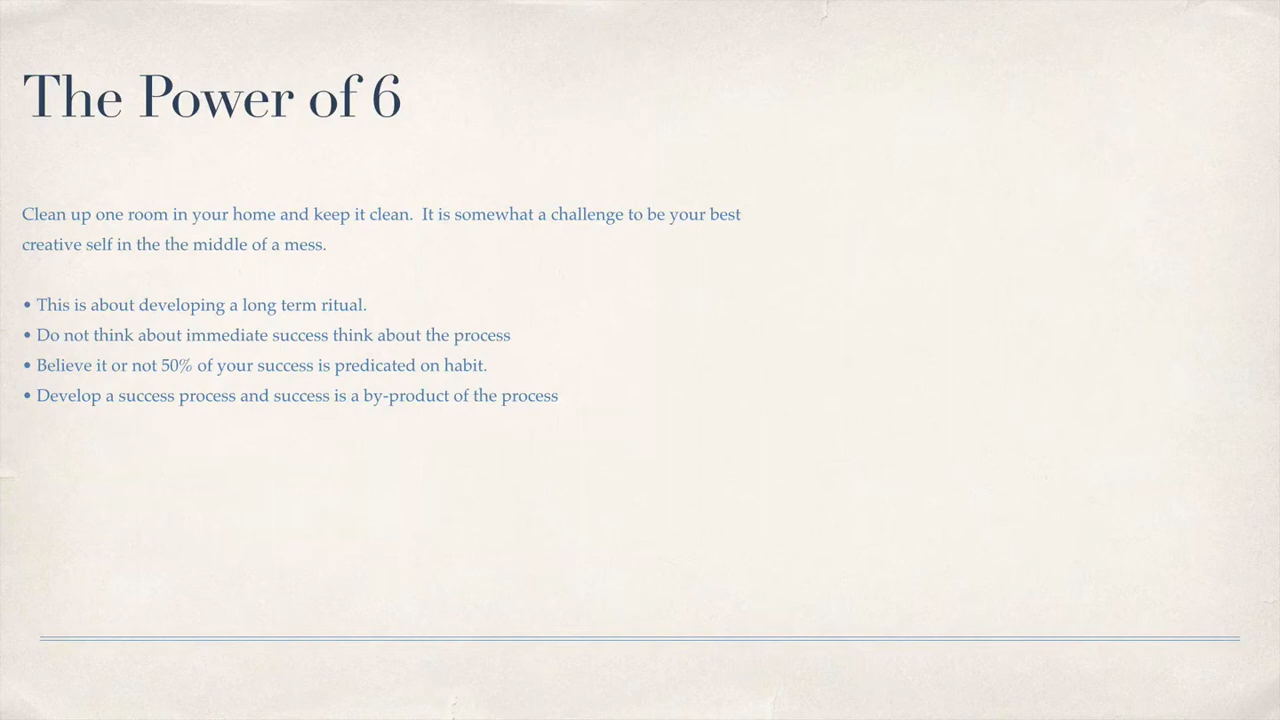 The Power of 6
Clean up one room in your home and keep it clean.  It is somewhat a challenge to be your best
creative self in the the middle of a mess.
• This is about developing a long term ritual.
• Do not think about immediate success think about the process
• Believe it or not 50% of your success is predicated on habit.
• Develop a success process and success is a by-product of the process